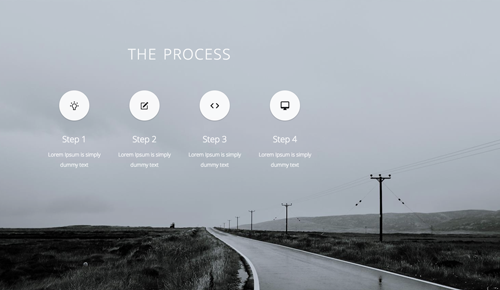 THE PROCESS
Step 1
Lorem Ipsum is simply
dummy text
Step 2
Lorem Ipsum is simply
dummy text
Step 3
Lorem Ipsum is simply
dummy text
Step 4
Lorem Ipsum is simply
dummy text